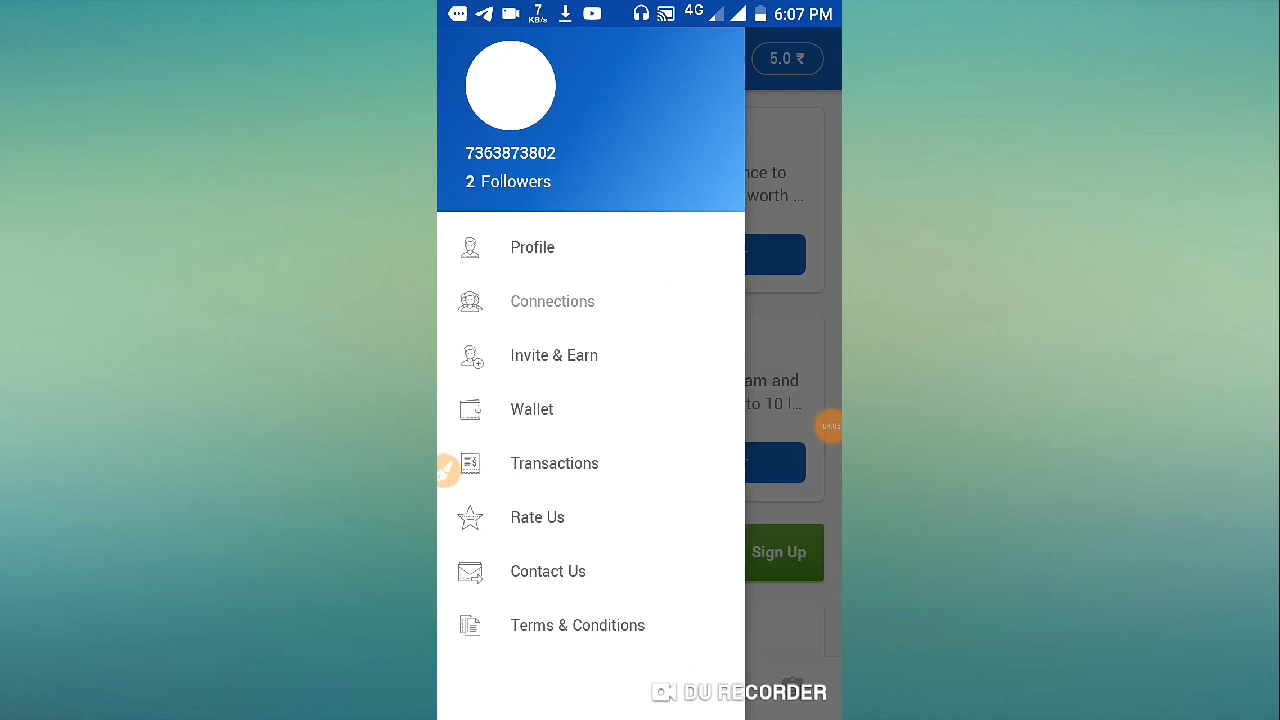 7 KB/s 4G 6:07 PM
5.0 ₹
7363873802
2 Followers
nce to
worth ...
Profile
Connections
Invite & Earn
am and
to 10 l...
Wallet
Transactions
Rate Us
Sign Up
Contact Us
Terms & Conditions
DU RECORDER